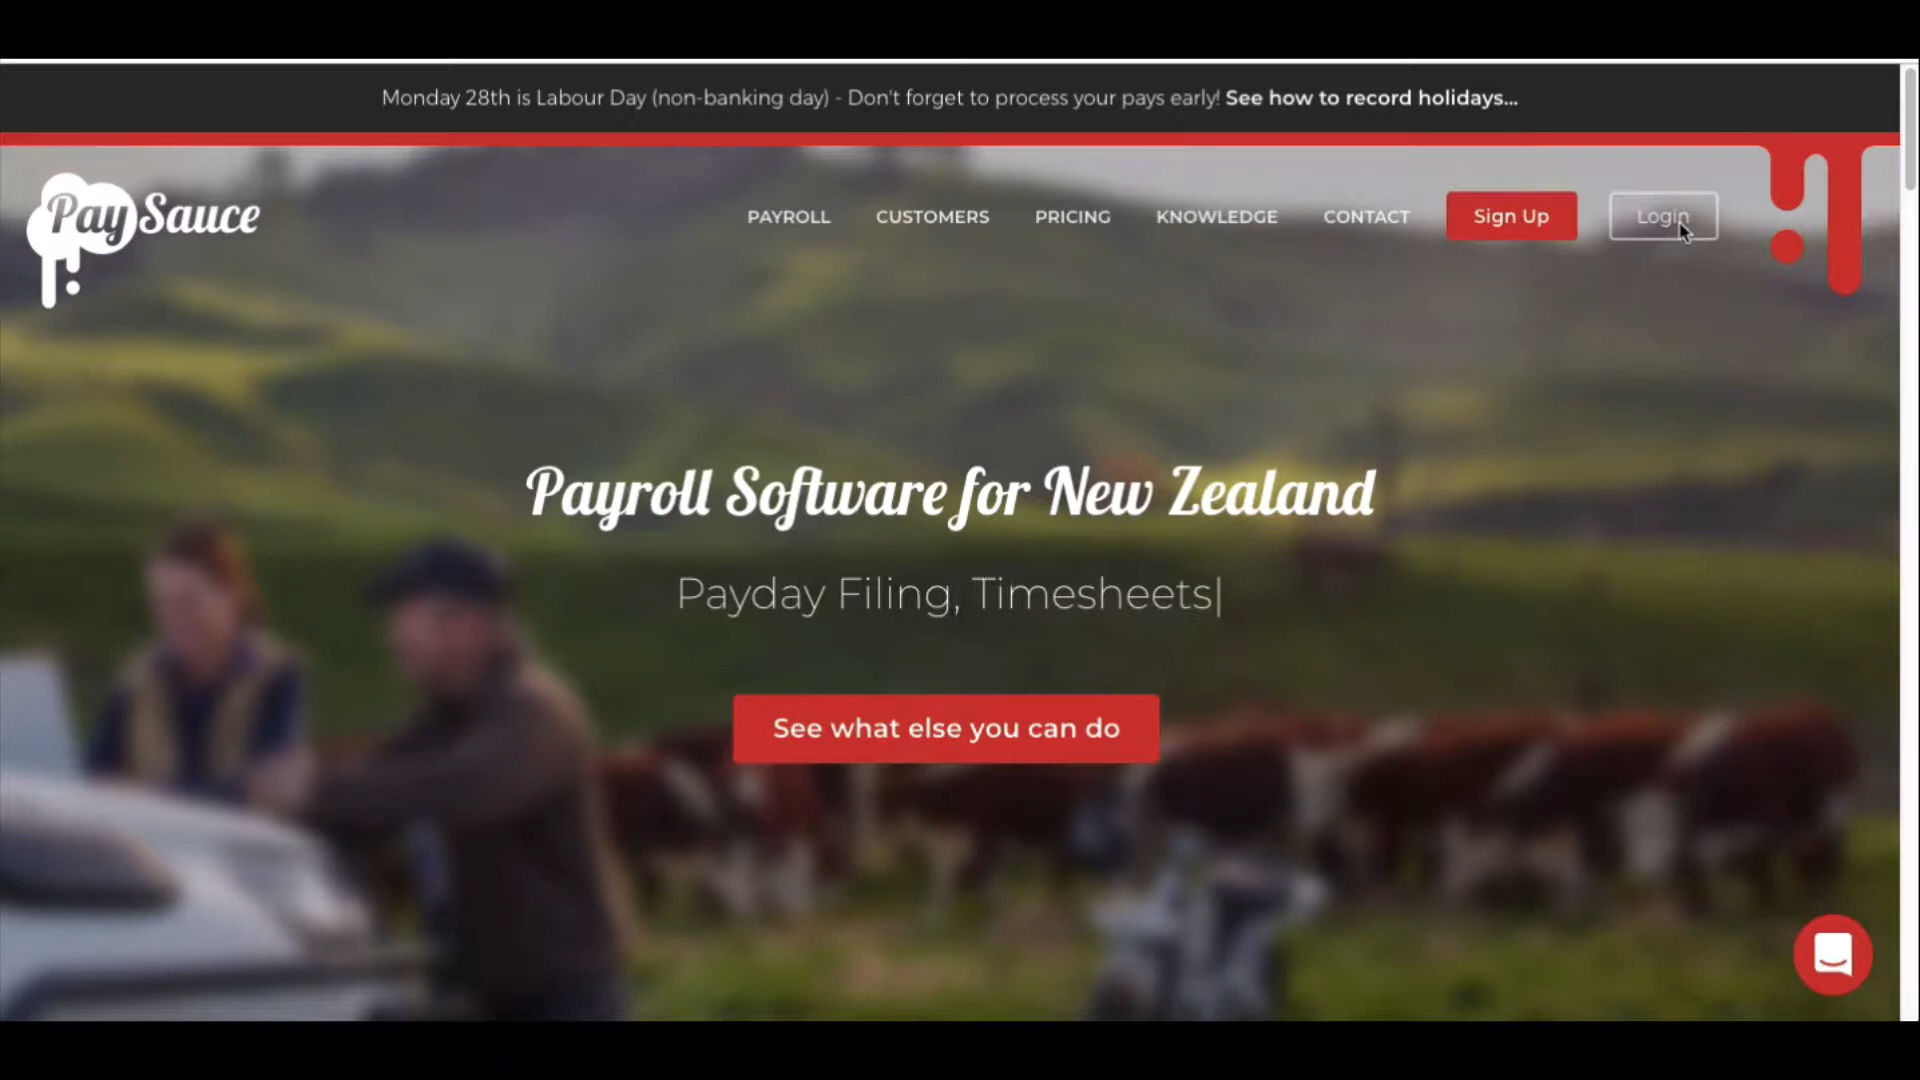 Monday 28th is Labour Day (non-banking day) - Don't forget to process your pays early! See how to record holidays...
PaySauce
PAYROLL CUSTOMERS PRICING KNOWLEDGE CONTACT Sign Up Login
Payroll Software for New Zealand
Payday Filing, Timesheets|
See what else you can do